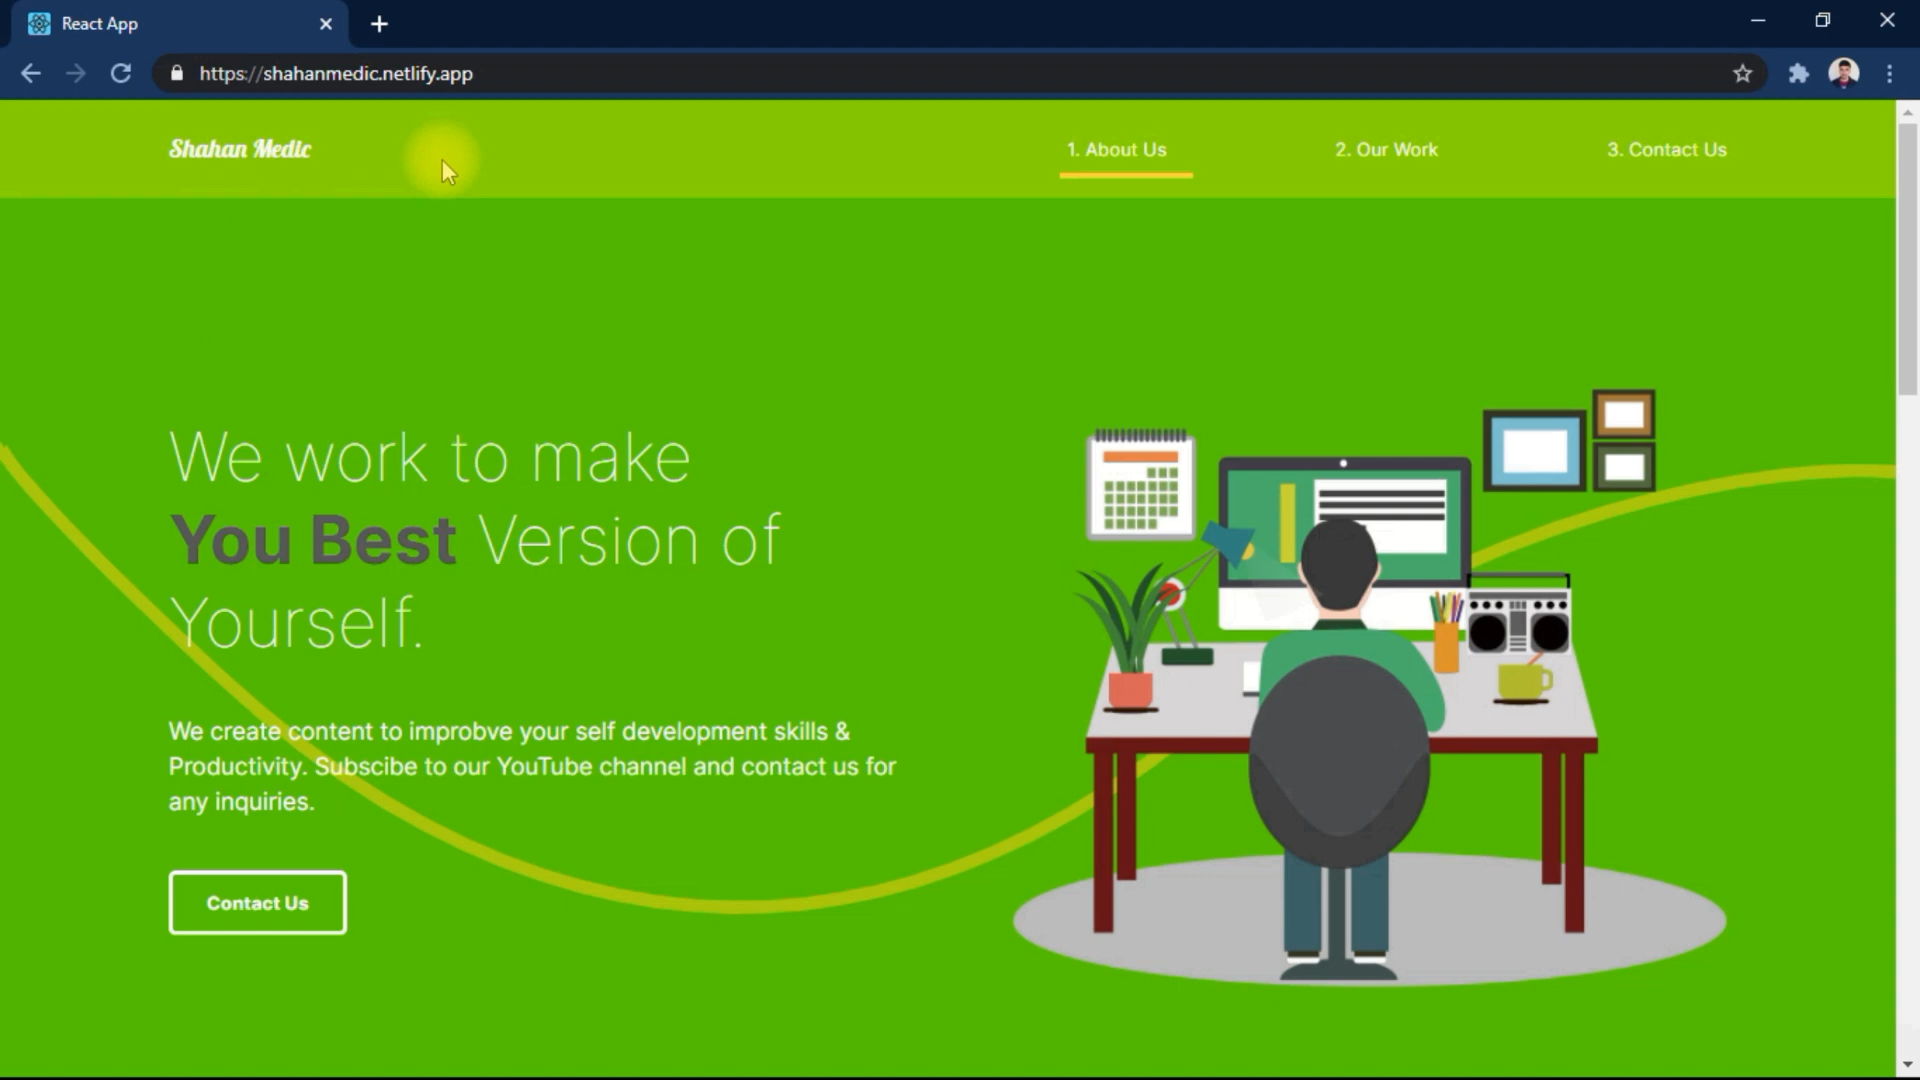 React App
https://shahanmedic.netlify.app
Shahan Medic
1. About Us
2. Our Work
3. Contact Us
We work to make
You Best Version of
Yourself.
We create content to improbve your self development skills &
Productivity. Subscibe to our YouTube channel and contact us for
any inquiries.
Contact Us